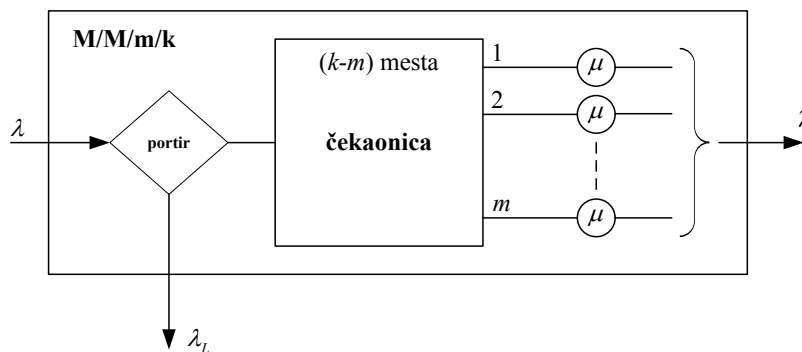 M/M/m/k
(k-m) mesta
čekaonica
λ
portir
1 μ
2 μ
m μ
λ
λ_L